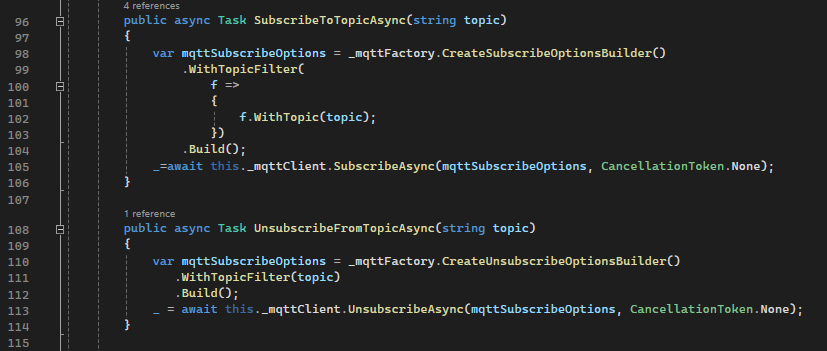 4 references
96 public async Task SubscribeToTopicAsync(string topic)
97 {
98 var mqttSubscribeOptions = _mqttFactory.CreateSubscribeOptionsBuilder()
99 .WithTopicFilter(
100 f =>
101 {
102 f.WithTopic(topic);
103 })
104 .Build();
105 _=await this._mqttClient.SubscribeAsync(mqttSubscribeOptions, CancellationToken.None);
106 }
107
1 reference
108 public async Task UnsubscribeFromTopicAsync(string topic)
109 {
110 var mqttSubscribeOptions = _mqttFactory.CreateUnsubscribeOptionsBuilder()
111 .WithTopicFilter(topic)
112 .Build();
113 _ = await this._mqttClient.UnsubscribeAsync(mqttSubscribeOptions, CancellationToken.None);
114 }
115